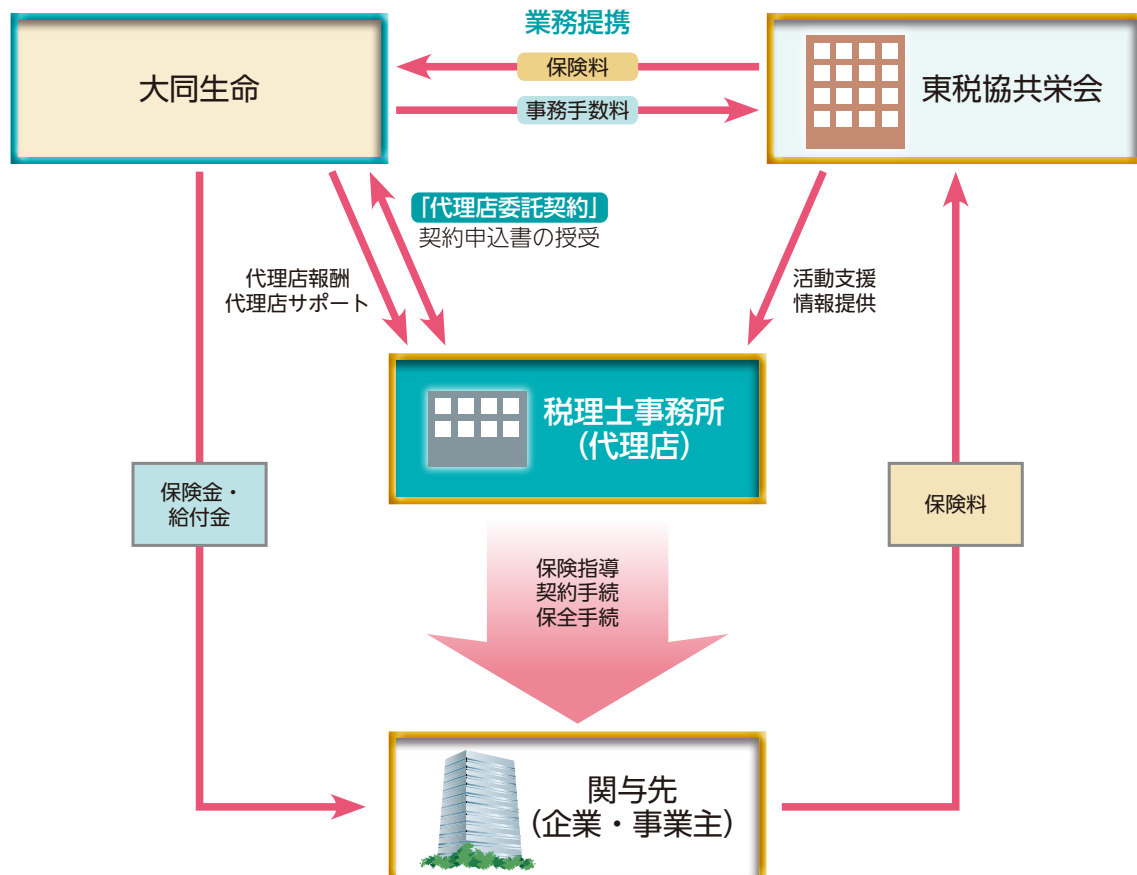 業務提携
大同生命
保険料
事務手数料
東税協共栄会
「代理店委託契約」
契約申込書の授受
代理店報酬
代理店サポート
活動支援
情報提供
税理士事務所
（代理店）
保険金・
給付金
保険料
保険指導
契約手続
保全手続
関与先
（企業・事業主）